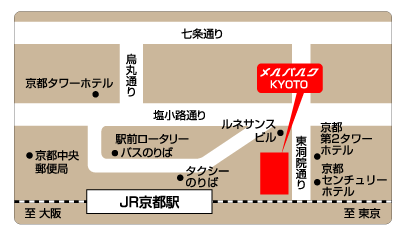 七条通り
烏丸通り
メルパルク
KYOTO
京都タワーホテル
塩小路通り
ルネサンス
ビル
京都
第2タワー
ホテル
駅前ロータリー
バスのりば
東洞院通り
京都中央
郵便局
タクシー
のりば
京都
センチュリー
ホテル
JR京都駅
至 大阪
至 東京